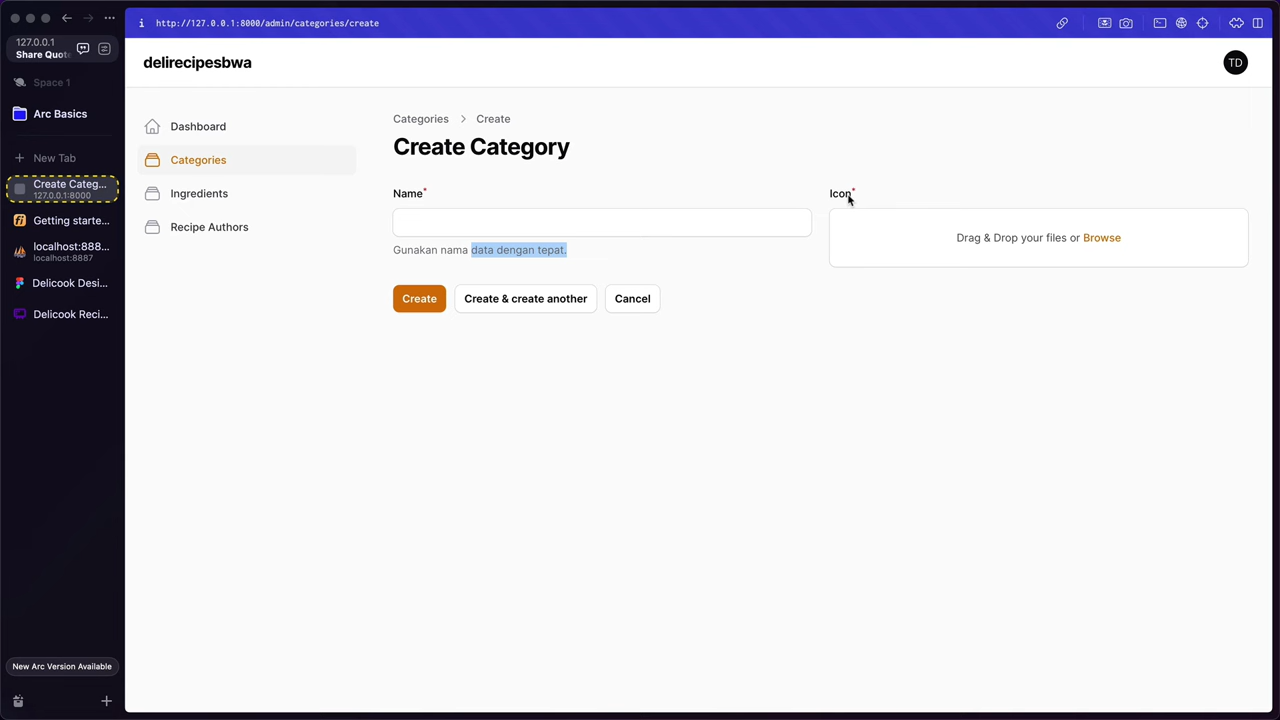 http://127.0.0.1:8000/admin/categories/create
127.0.0.1
Share Quot
Space 1
Arc Basics
New Tab
Create Categ...
127.0.0.1:8000
Getting starte...
localhost:888...
localhost:8887
Delicook Desi...
Delicook Reci...
New Arc Version Available
delirecipesbwa
TD
Dashboard
Categories
Ingredients
Recipe Authors
Categories > Create
Create Category
Name*
Gunakan nama data dengan tepat.
Icon*
Drag & Drop your files or Browse
Create
Create & create another
Cancel